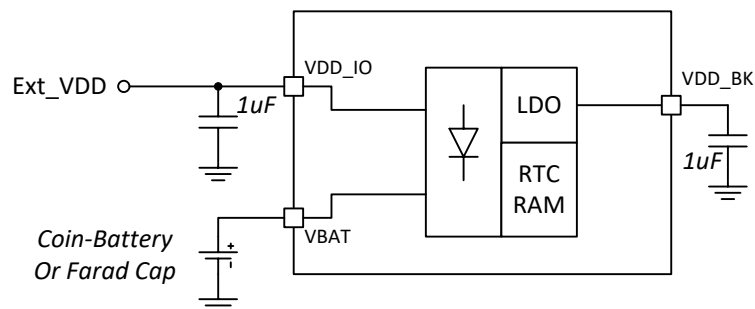 VDD_IO
Ext_VDD
1uF
VDD_BK
LDO
1uF
RTC
RAM
VBAT
Coin-Battery
Or Farad Cap
+
-